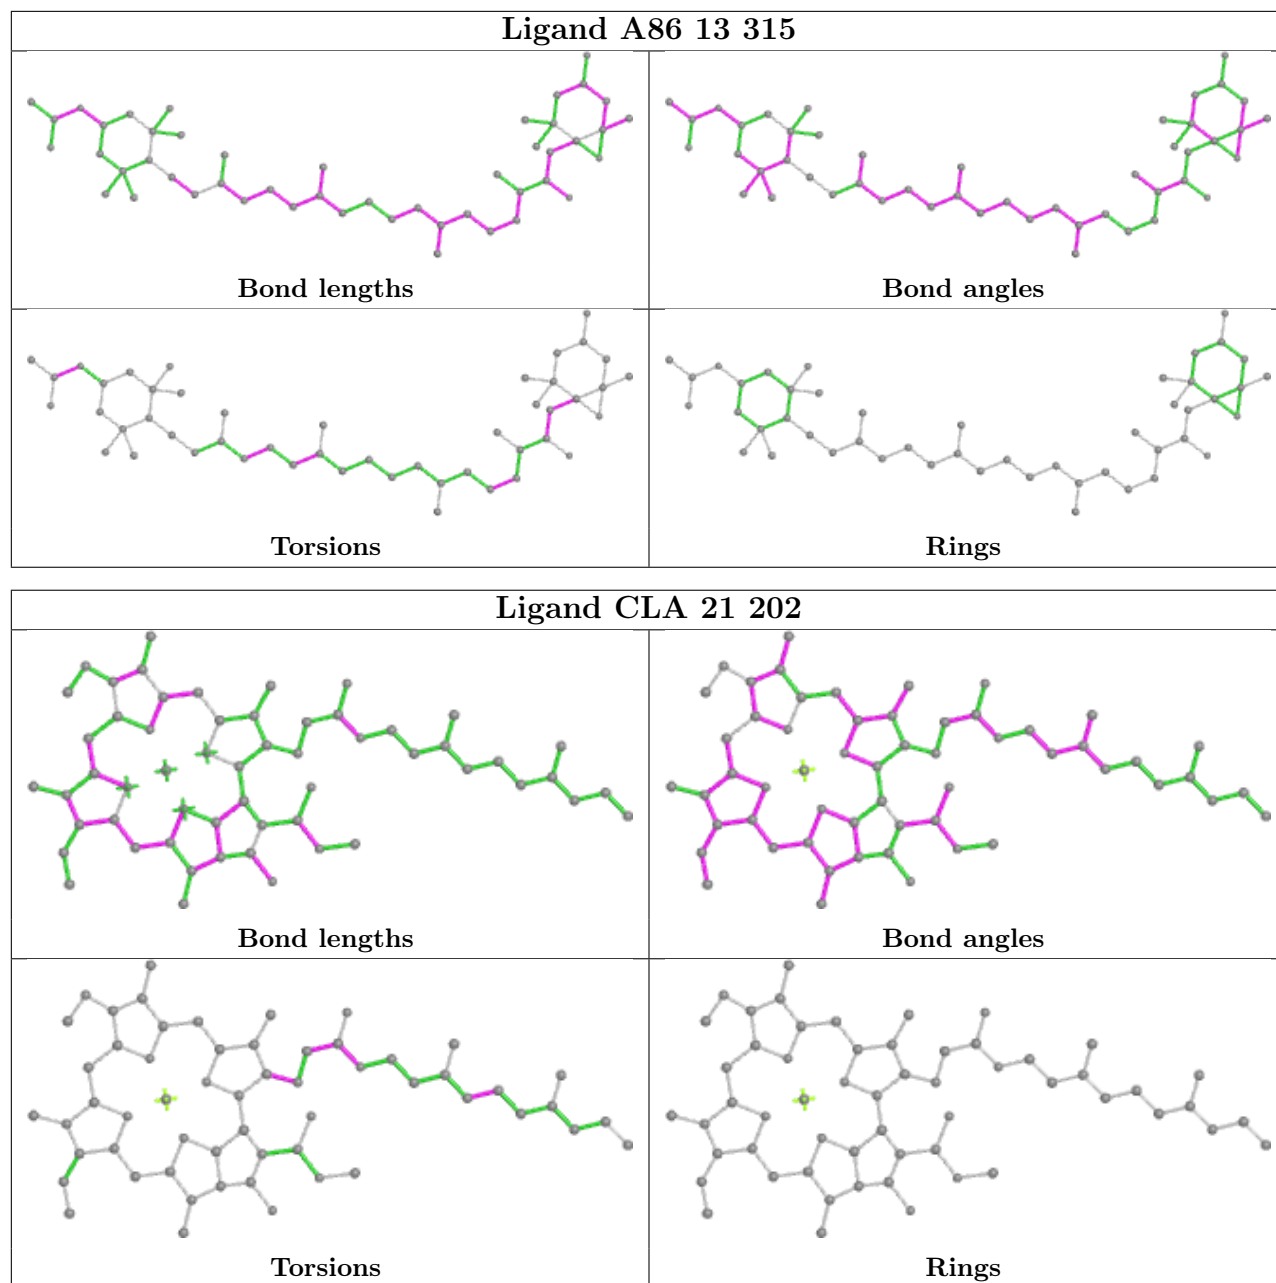 Ligand A86 13 315
Bond lengths
Bond angles
Torsions
Rings
Ligand CLA 21 202
Bond lengths
Bond angles
Torsions
Rings